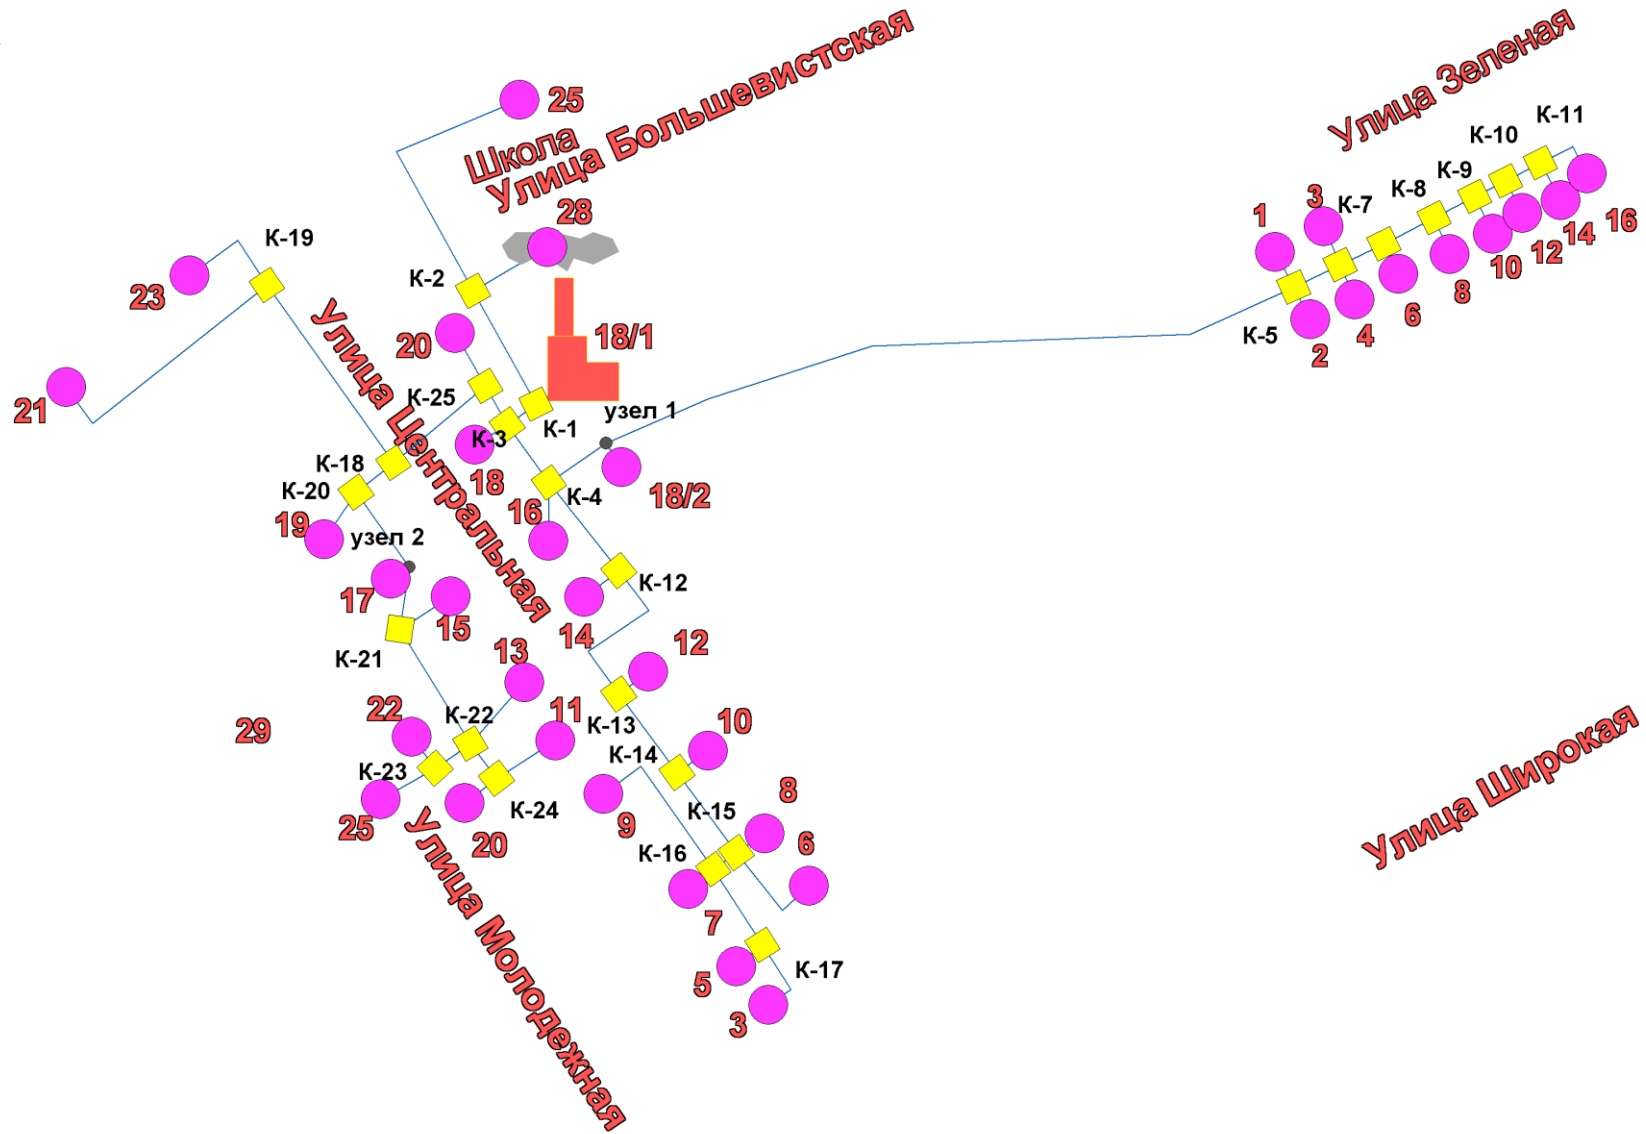 Улица Большевистская
Улица Зеленая
25
Школа
28
К-11
К-10
К-9
К-8
К-7
3
1
16
14
12
10
8
6
4
2
К-5
К-19
23
К-2
20
18/1
21
К-25
узел 1
К-1
К-3
Улица Центральная
К-18
18
К-20
К-4
18/2
16
19
узел 2
К-12
17
15
14
К-21
13
12
22
11
К-22
29
К-13
10
К-14
К-23
8
К-24
К-15
25
9
20
6
К-16
Улица Широкая
7
Улица Молодежная
К-17
5
3